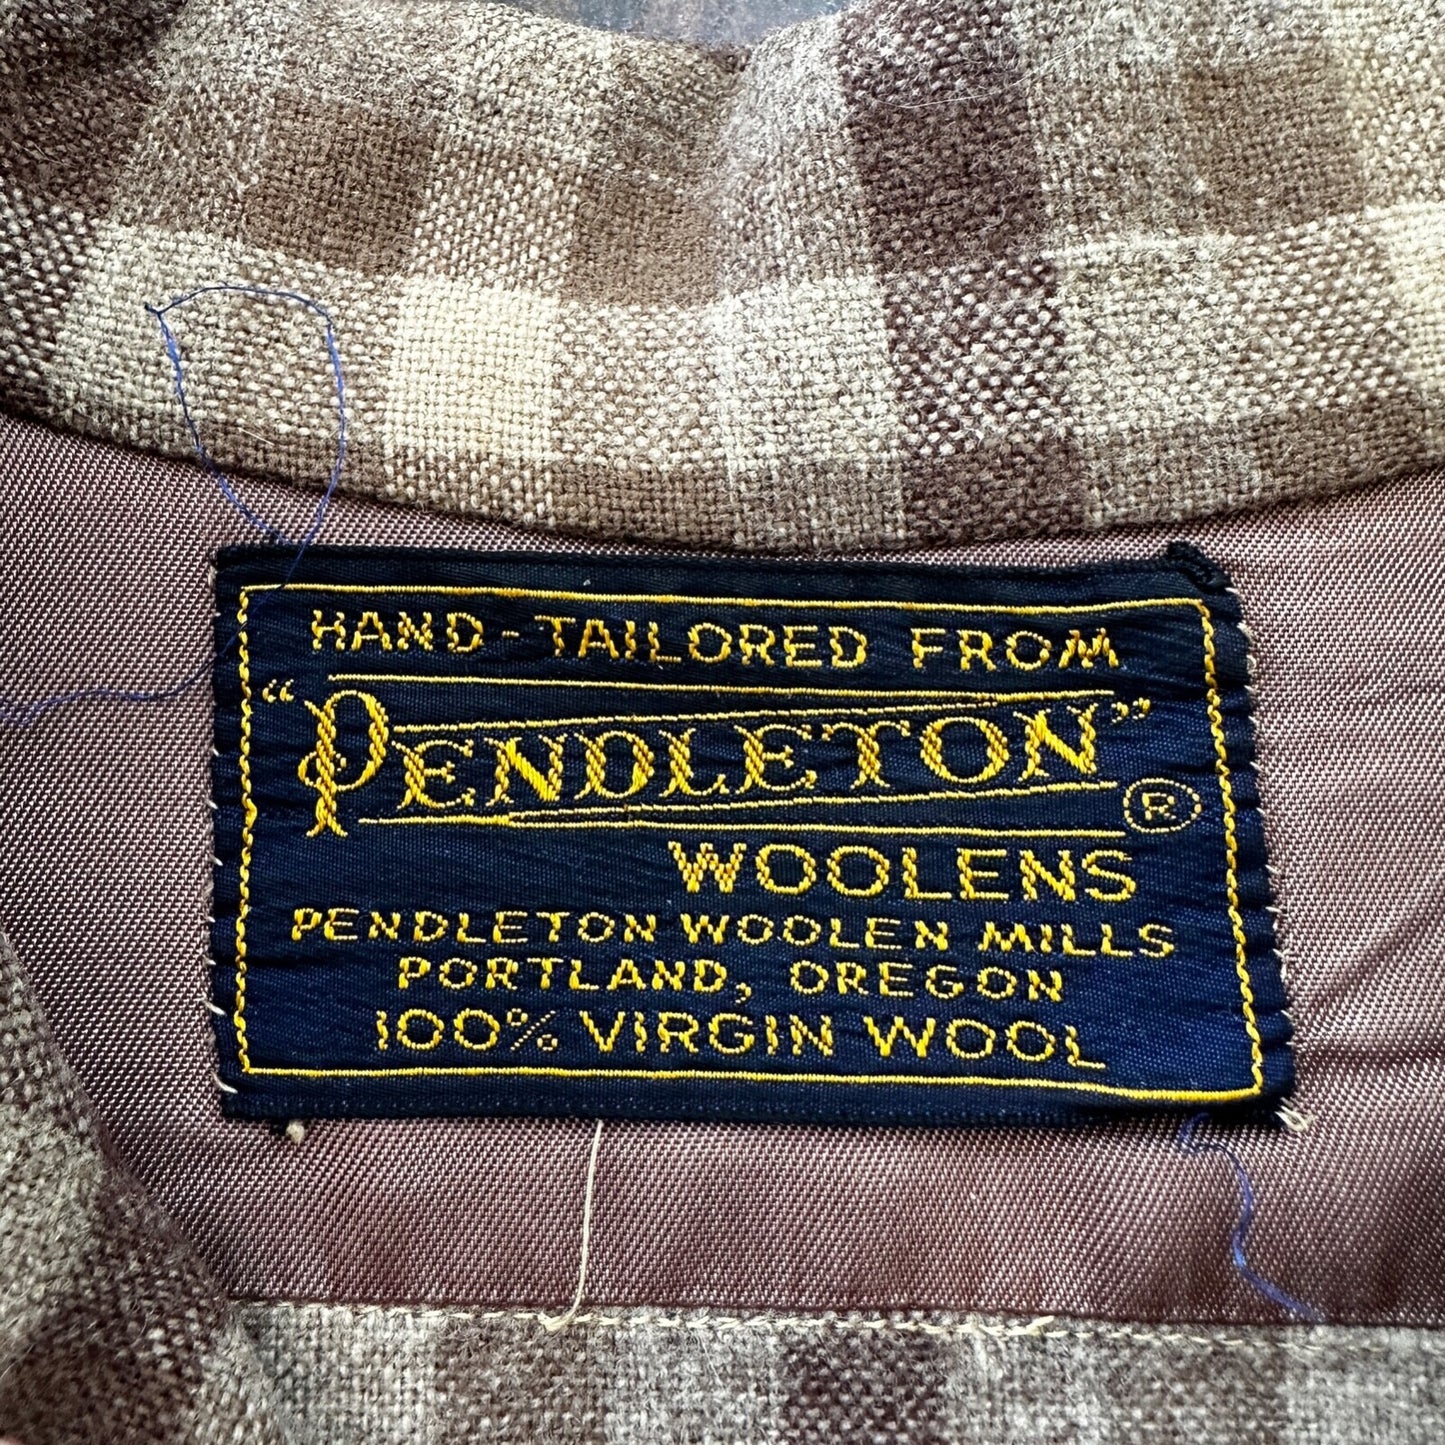 HAND-TAILORED FROM
"PENDLETON" ®
WOOLENS
PENDLETON WOOLEN MILLS
PORTLAND, OREGON
100% VIRGIN WOOL